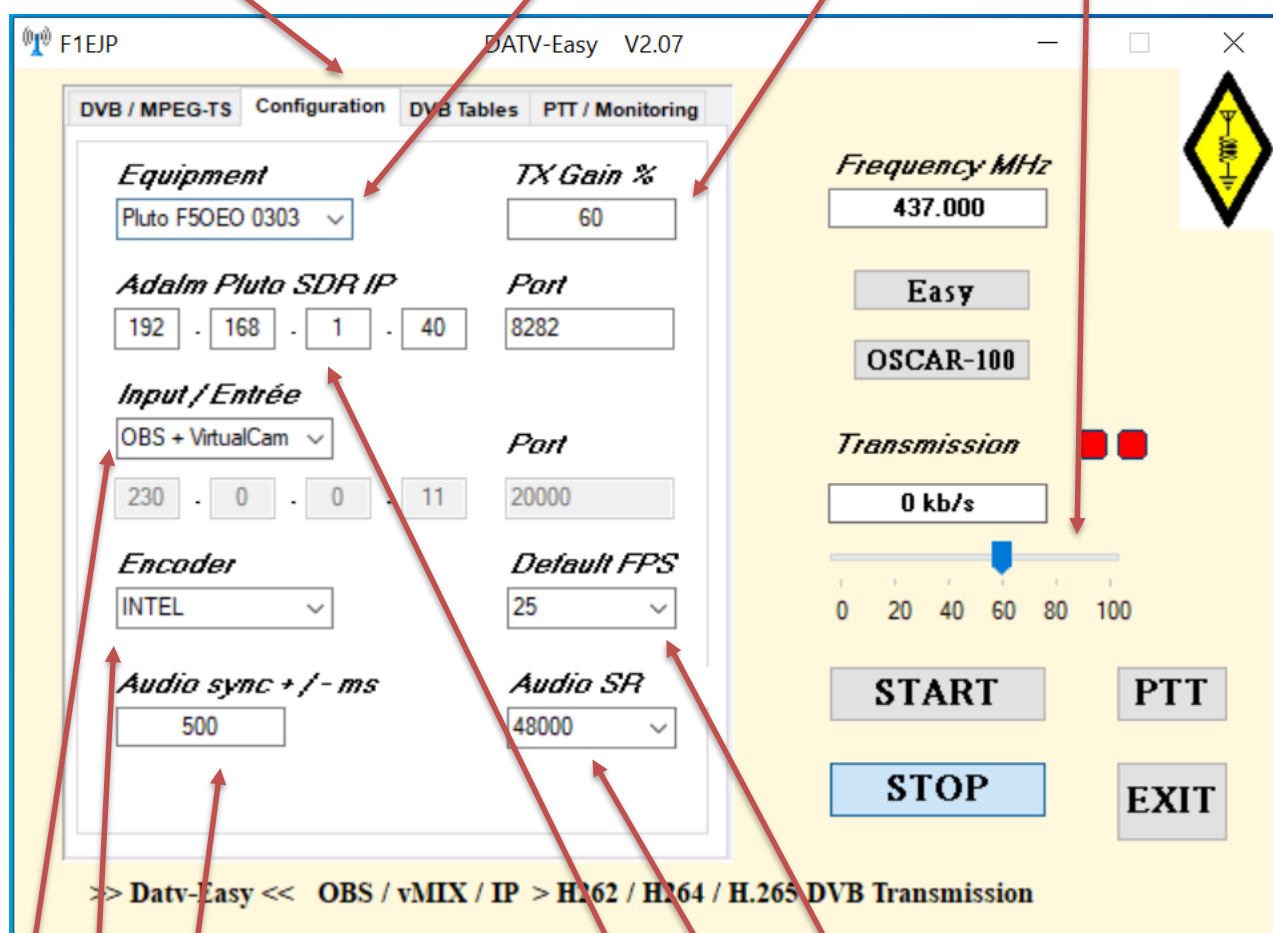 F1EJP DATV-Easy V2.07
DVB / MPEG-TS Configuration DVB Tables PTT / Monitoring
Equipment TX Gain %
Pluto F5OEO 0303 60
Adalm Pluto SDR IP Port
192 . 168 . 1 . 40 8282
Input / Entrée
OBS + VirtualCam Port
230 . 0 . 0 . 11 20000
Encoder Default FPS
INTEL 25
Audio sync + / - ms Audio SR
500 48000
Frequency MHz
437.000
Easy
OSCAR-100
Transmission
0 kb/s
0 20 40 60 80 100
START PTT
STOP EXIT
>> Datv-Easy << OBS / vMIX / IP > H262 / H264 / H.265 DVB Transmission